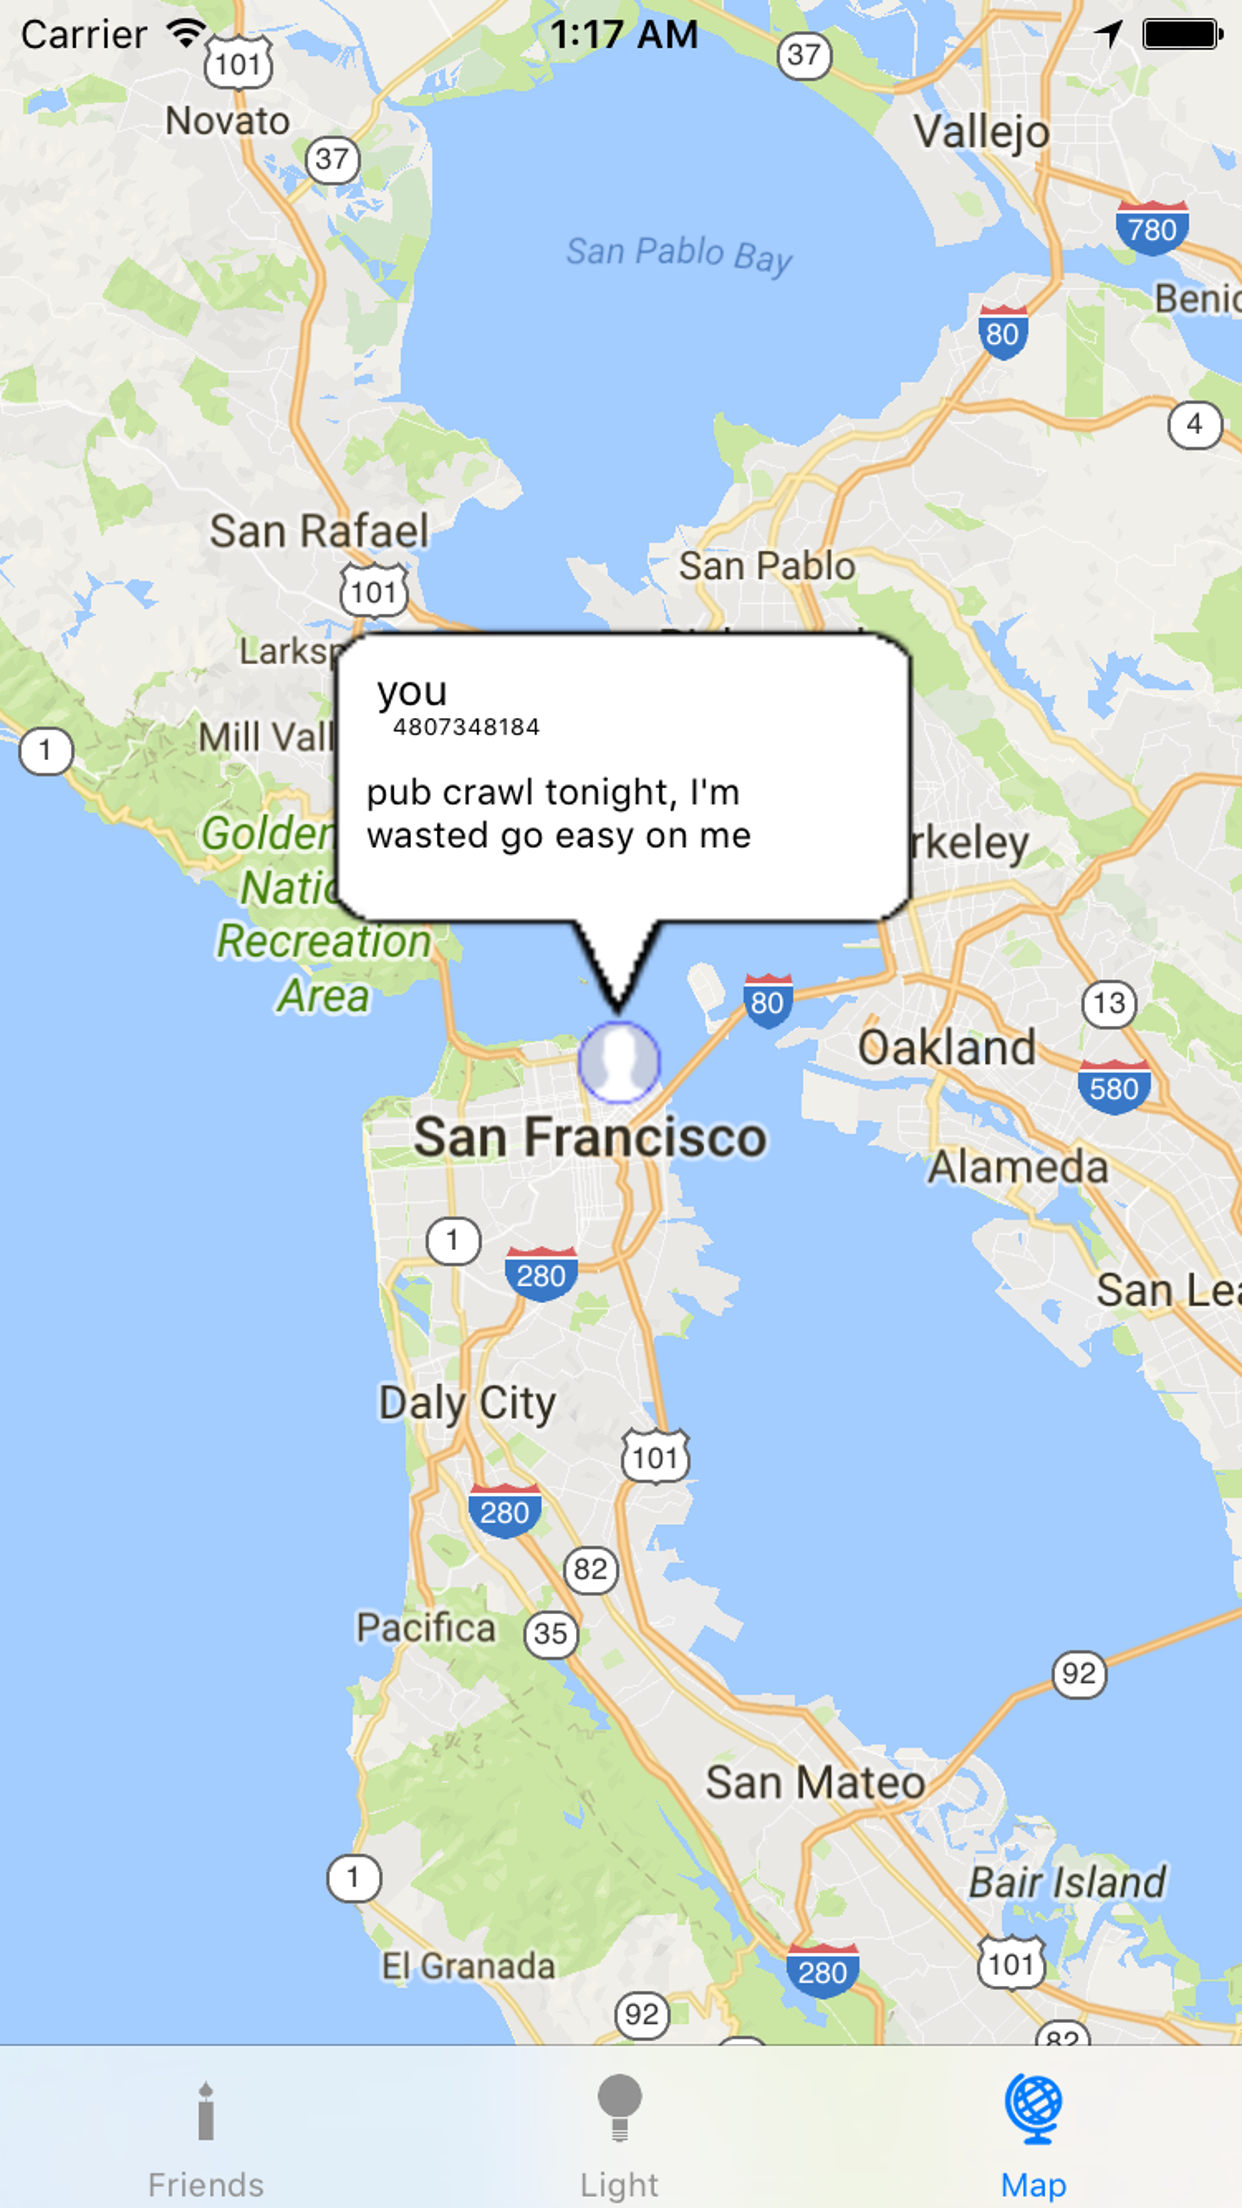 Carrier 1:17 AM
101
37
Novato
37
Vallejo
780
San Pablo Bay
Benic
80
4
San Rafael
San Pablo
101
Larksp
you
4807348184
1
Mill Vall
pub crawl tonight, I'm
wasted go easy on me
Golden
rkeley
Natio
Recreation
Area
80
13
Oakland
580
San Francisco
Alameda
1
280
San Lea
Daly City
101
280
82
Pacifica
35
92
San Mateo
1
Bair Island
El Granada
280
101
92
82
Friends
Light
Map